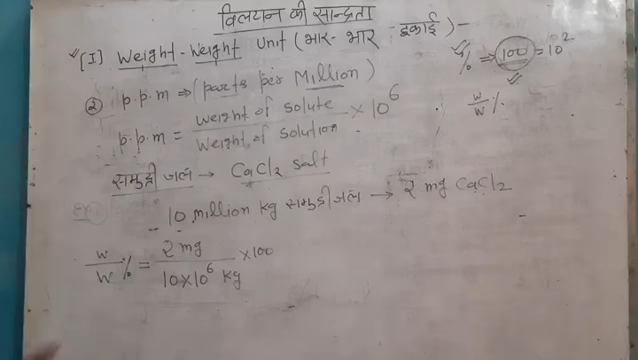 विलयन की सान्द्रता
[I] Weight-Weight Unit (भार-भार इकाई) -
% ⇒ 100 = 10²
② p.p.m ⇒ (parts per Million)
w/W %
p.p.m = Weight of solute / Weight of solution × 10⁶
समुद्री जल → CaCl₂ salt
10 million kg समुद्री जल → 2 mg CaCl₂
w/W % = 2 mg / 10×10⁶ kg ×100